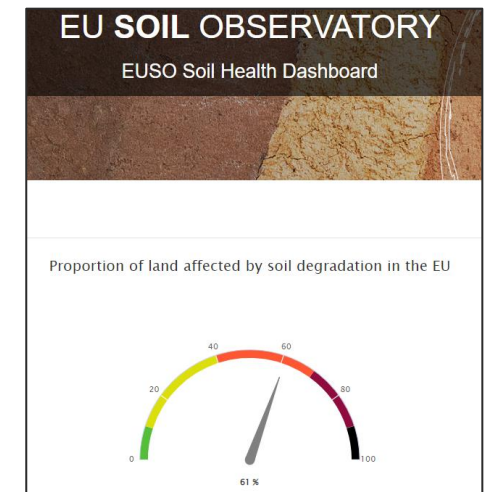 EU SOIL OBSERVATORY
EUSO Soil Health Dashboard
Proportion of land affected by soil degradation in the EU
40
60
20
80
0
100
61 %